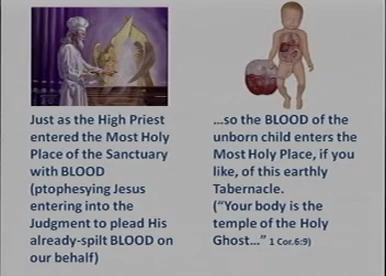 Just as the High Priest
entered the Most Holy
Place of the Sanctuary
with BLOOD
(ptophesying Jesus
entering into the
Judgment to plead His
already-spilt BLOOD on
our behalf)
...so the BLOOD of the
unborn child enters the
Most Holy Place, if you
like, of this earthly
Tabernacle.
("Your body is the
temple of the Holy
Ghost..." 1 Cor.6:9)